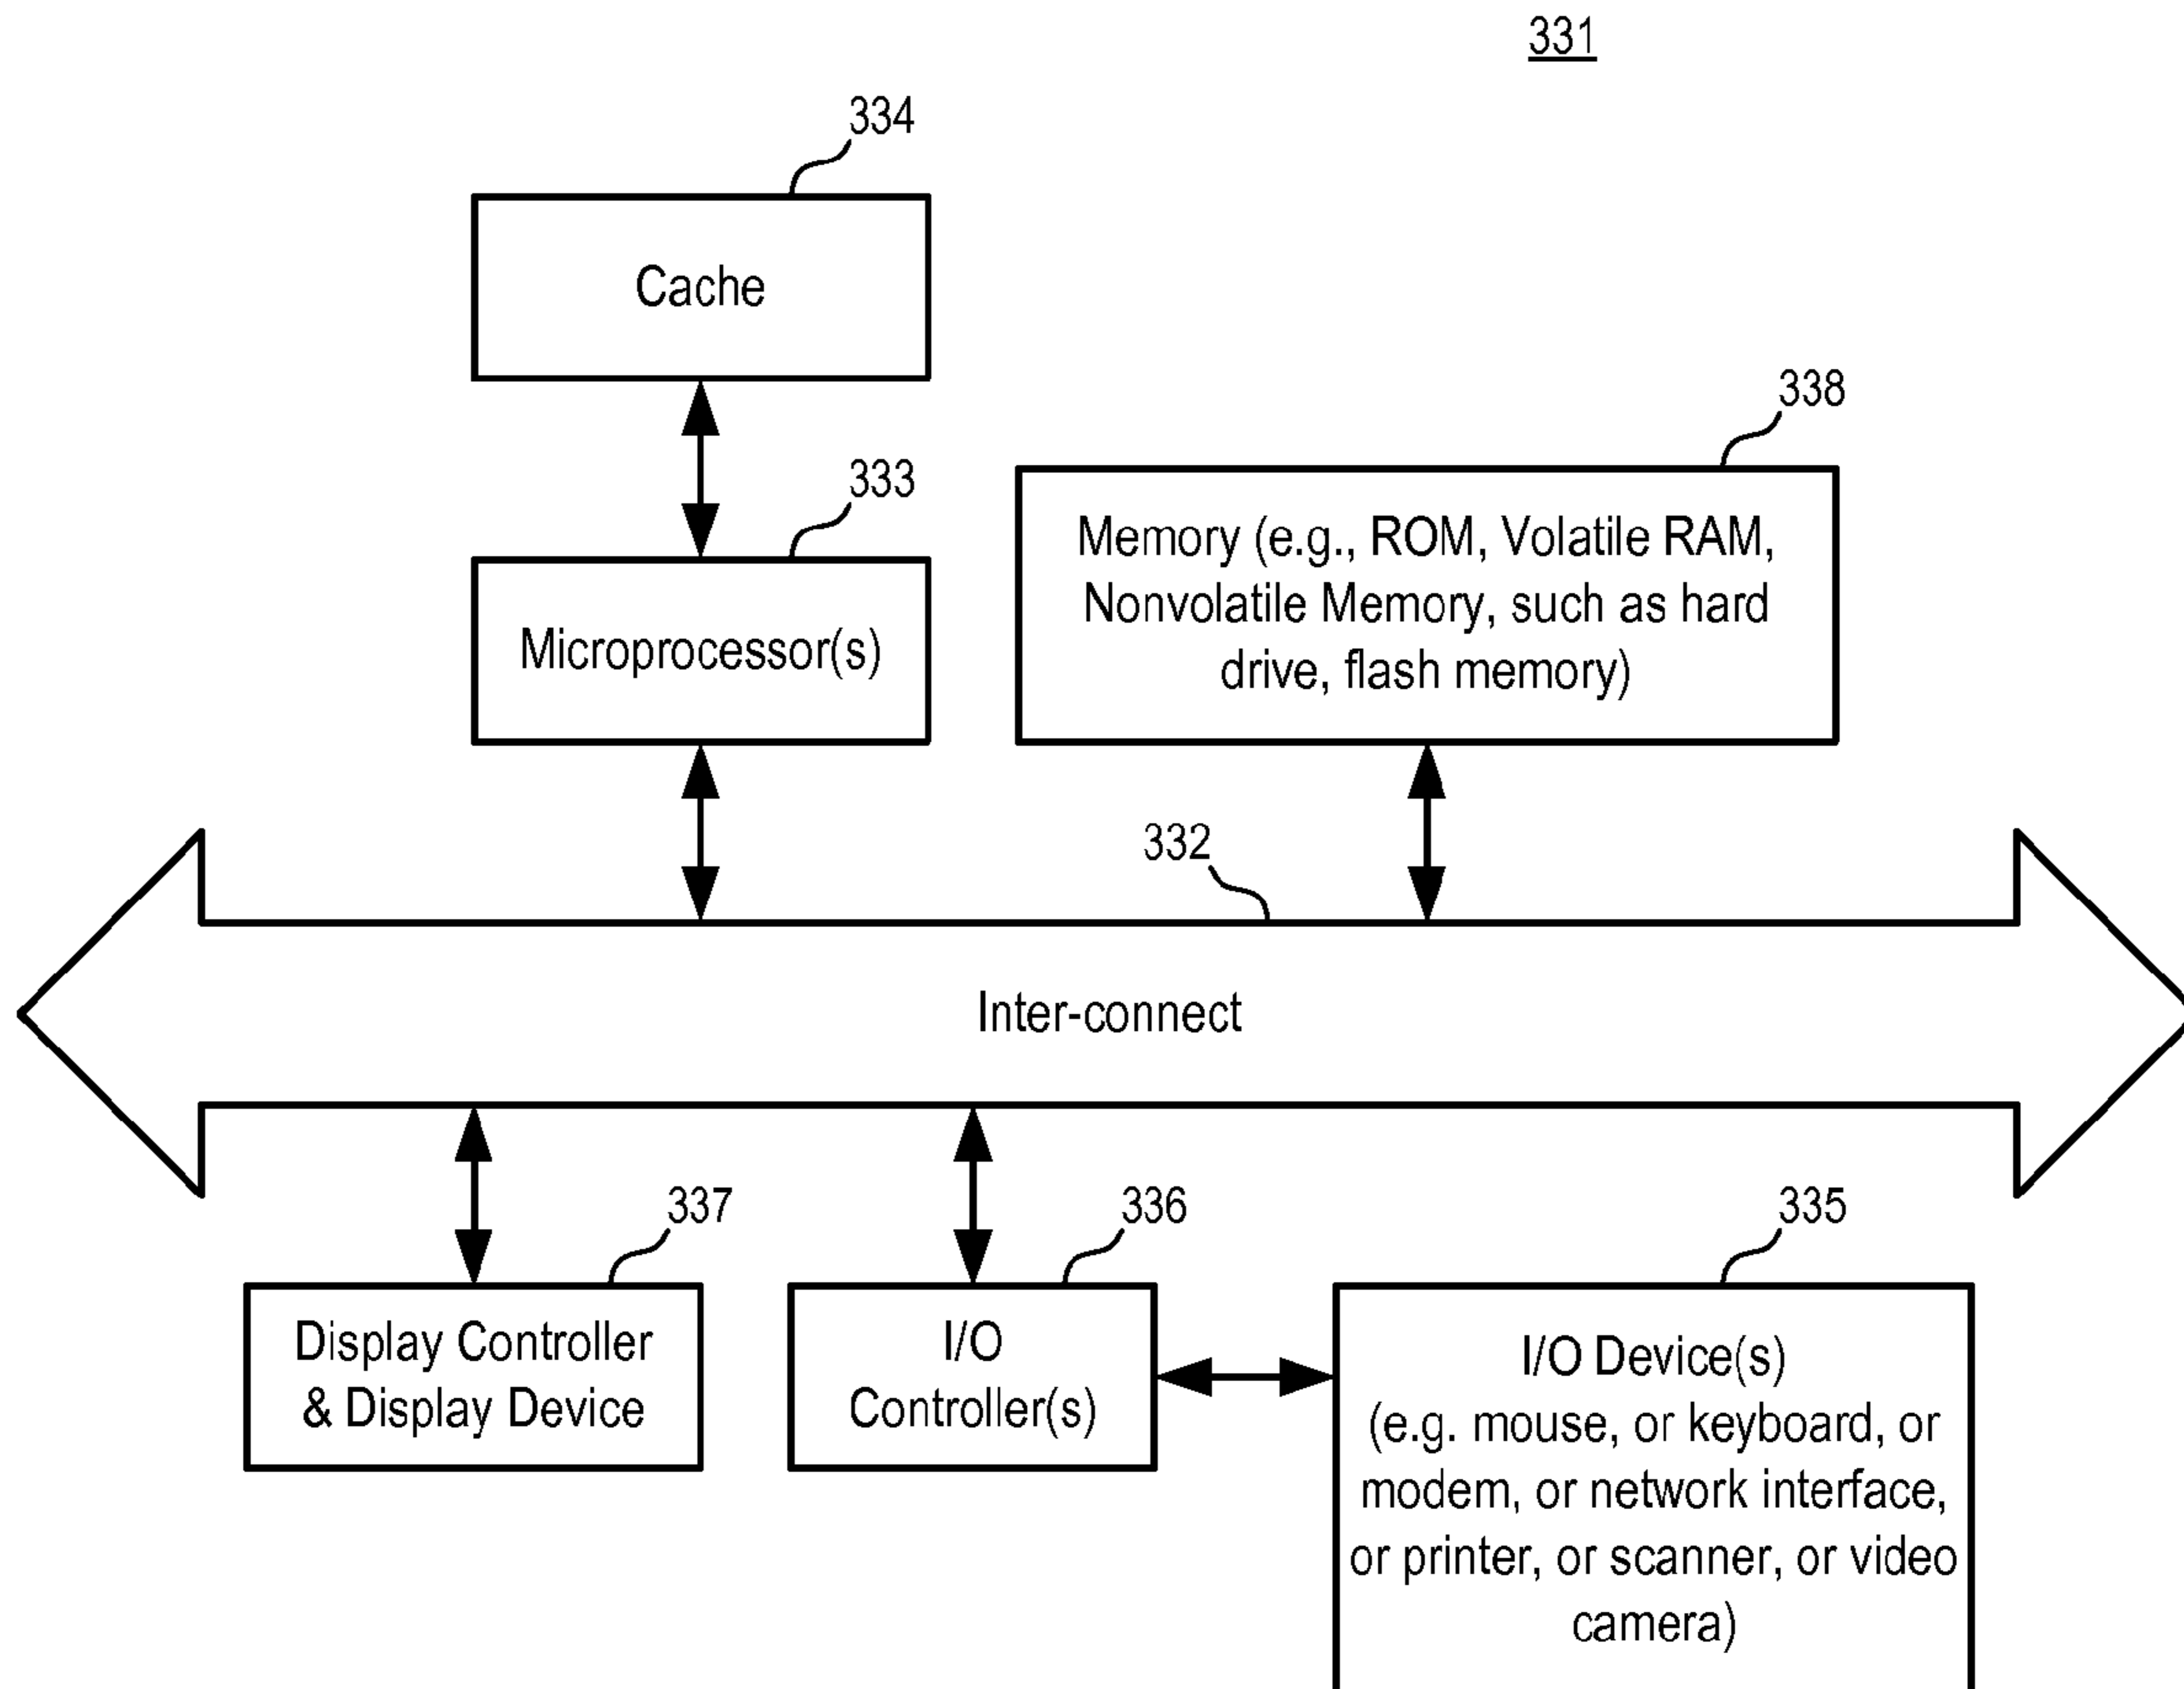 331
334
Cache
338
333
Memory (e.g., ROM, Volatile RAM,
Nonvolatile Memory, such as hard
drive, flash memory)
Microprocessor(s)
332
Inter-connect
337
336
335
Display Controller
& Display Device
I/O
Controller(s)
I/O Device(s)
(e.g. mouse, or keyboard, or
modem, or network interface,
or printer, or scanner, or video
camera)